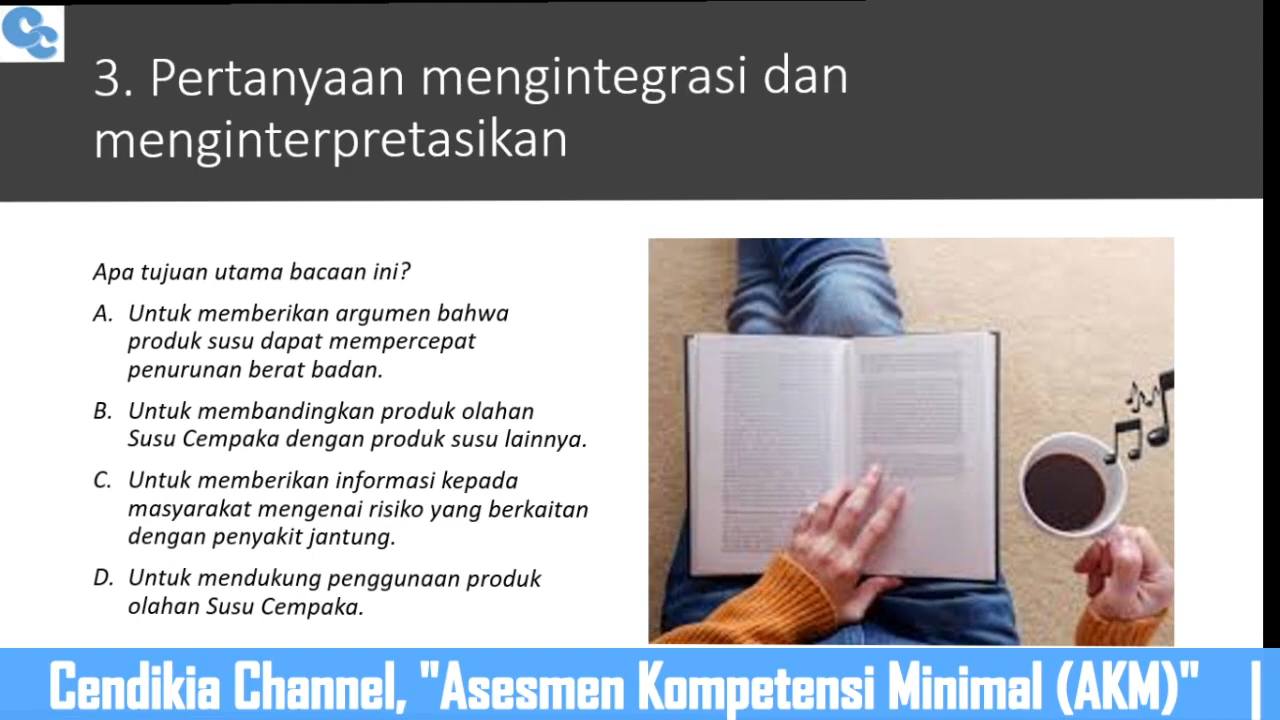 3. Pertanyaan mengintegrasi dan
menginterpretasikan
Apa tujuan utama bacaan ini?
A. Untuk memberikan argumen bahwa
produk susu dapat mempercepat
penurunan berat badan.
B. Untuk membandingkan produk olahan
Susu Cempaka dengan produk susu lainnya.
C. Untuk memberikan informasi kepada
masyarakat mengenai risiko yang berkaitan
dengan penyakit jantung.
D. Untuk mendukung penggunaan produk
olahan Susu Cempaka.
Cendikia Channel, "Asesmen Kompetensi Minimal (AKM)" |